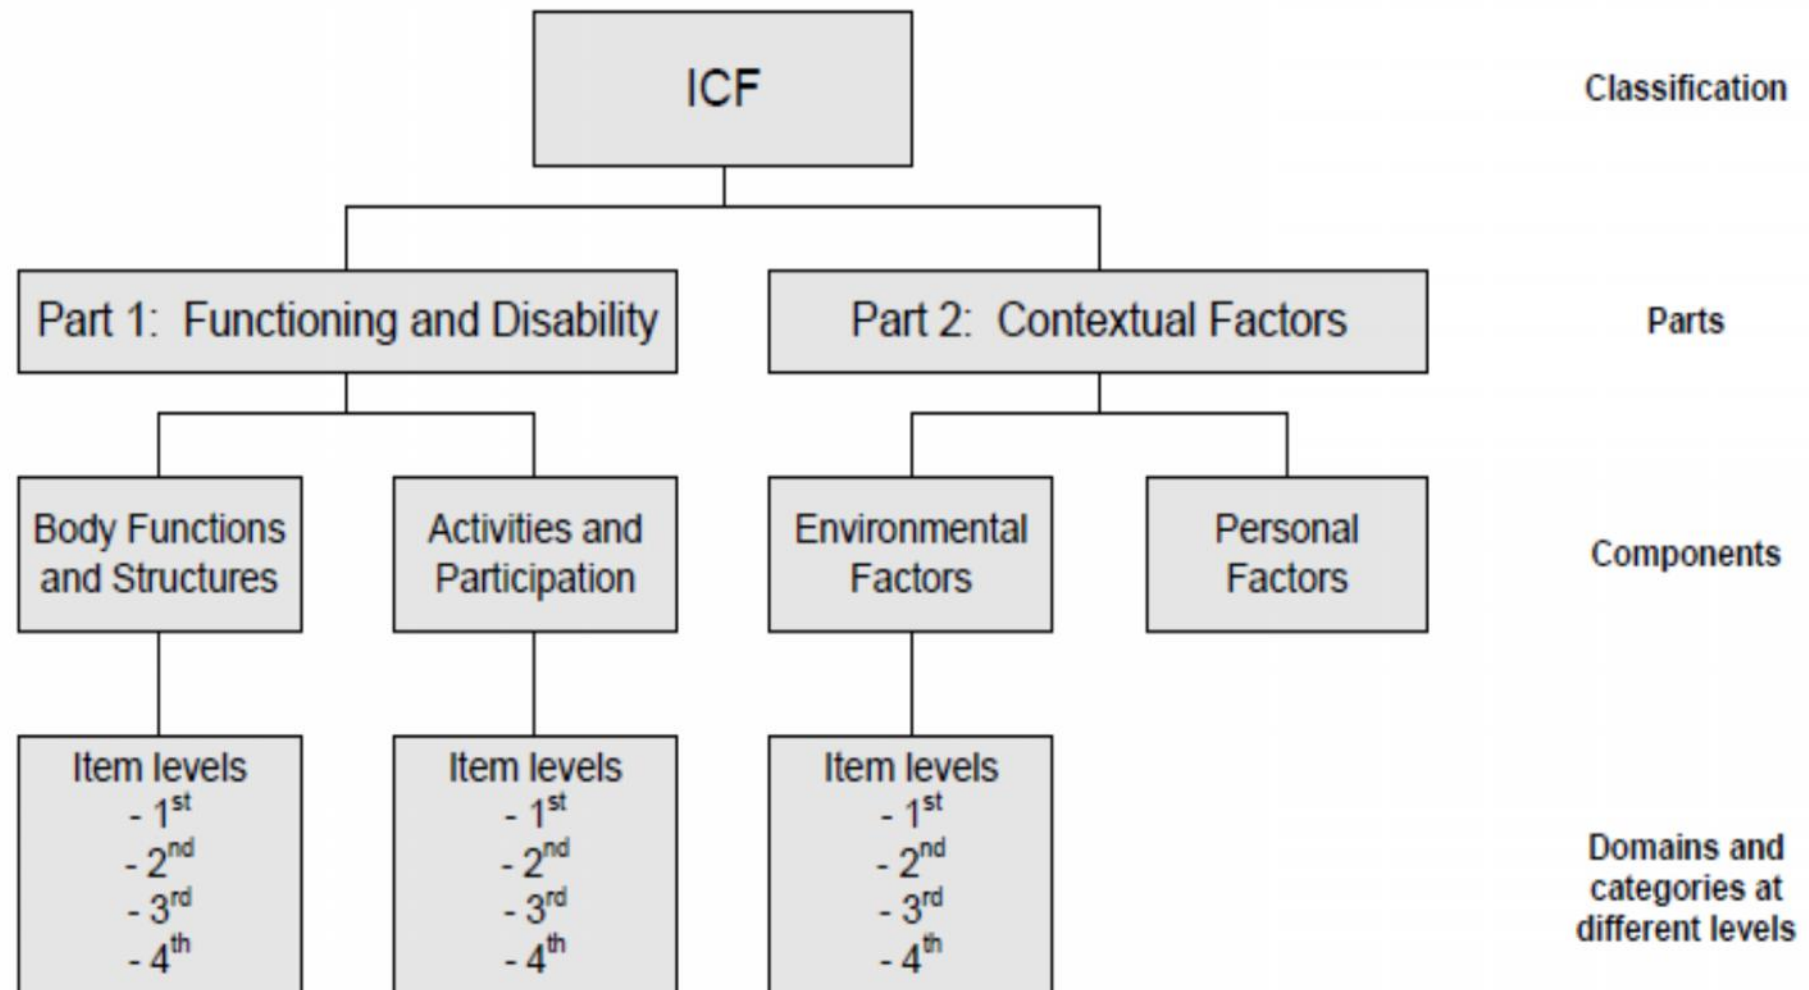 ICF
Classification
Part 1: Functioning and Disability
Part 2: Contextual Factors
Parts
Body Functions
and Structures
Activities and
Participation
Environmental
Factors
Personal
Factors
Components
Item levels
- 1st
- 2nd
- 3rd
- 4th
Item levels
- 1st
- 2nd
- 3rd
- 4th
Item levels
- 1st
- 2nd
- 3rd
- 4th
Domains and
categories at
different levels